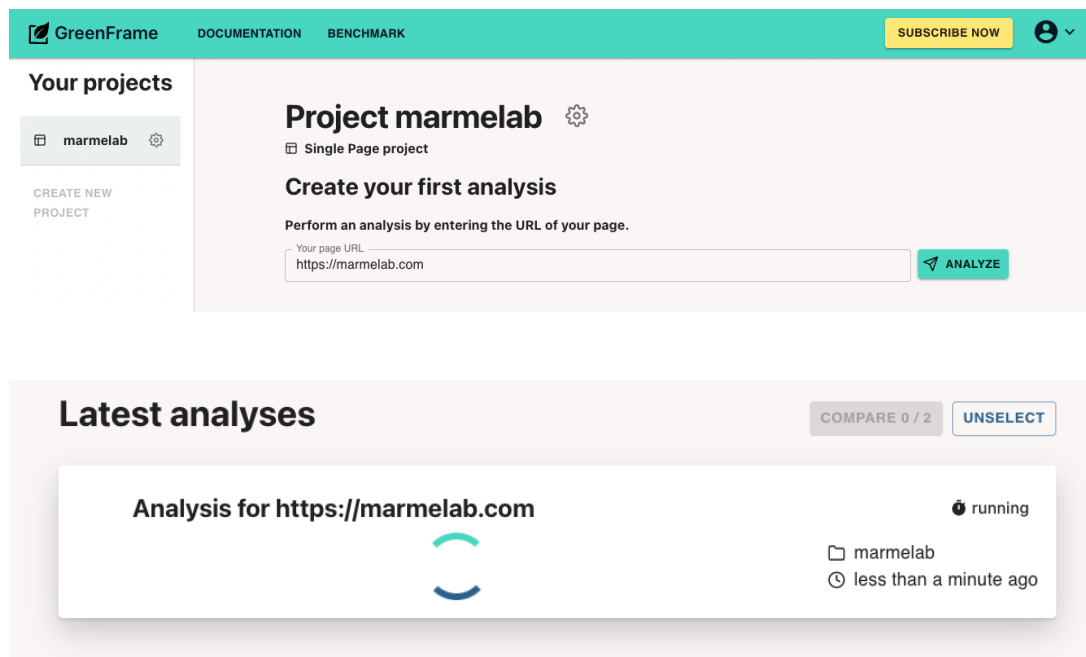 GreenFrame DOCUMENTATION BENCHMARK SUBSCRIBE NOW
Your projects
marmelab
CREATE NEW
PROJECT
Project marmelab
Single Page project
Create your first analysis
Perform an analysis by entering the URL of your page.
Your page URL
https://marmelab.com ANALYZE
Latest analyses COMPARE 0 / 2 UNSELECT
Analysis for https://marmelab.com running
marmelab
less than a minute ago